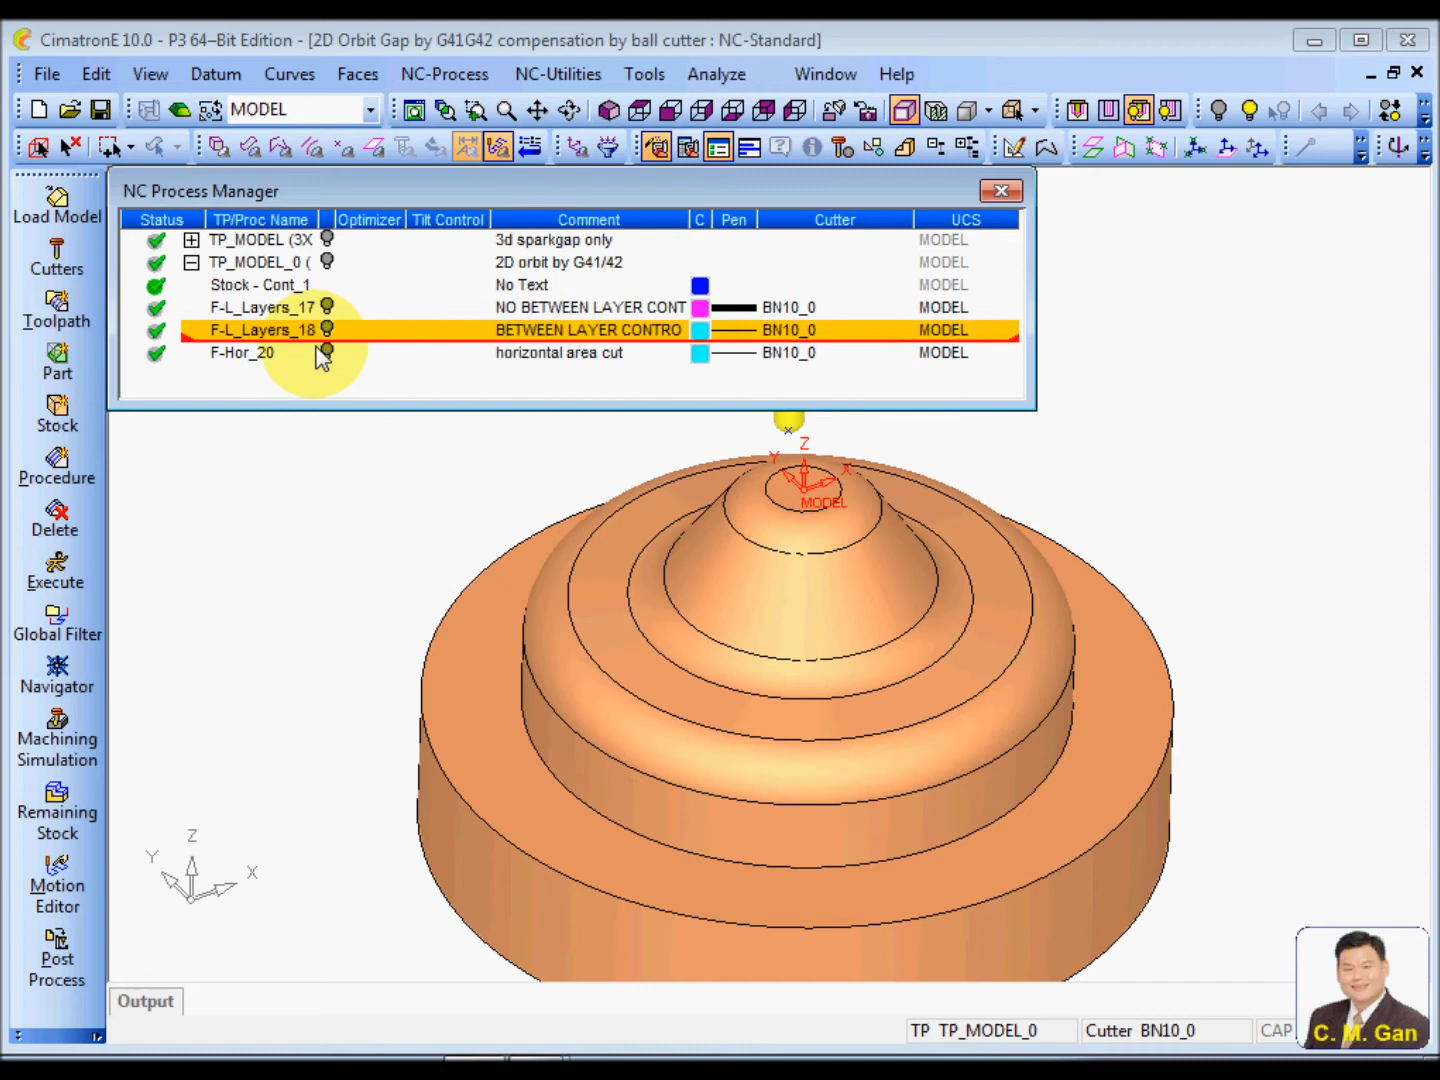 CimatronE 10.0 - P3 64–Bit Edition - [2D Orbit Gap by G41G42 compensation by ball cutter : NC-Standard]
File Edit View Datum Curves Faces NC-Process NC-Utilities Tools Analyze Window Help
MODEL
NC Process Manager
Status TP/Proc Name Optimizer Tilt Control Comment C Pen Cutter UCS
TP_MODEL (3X 3d sparkgap only MODEL
TP_MODEL_0 ( 2D orbit by G41/42 MODEL
Stock - Cont_1 No Text
F-L_Layers_17 NO BETWEEN LAYER CONT BN10_0 MODEL
F-L_Layers_18 BETWEEN LAYER CONTRO BN10_0 MODEL
F-Hor_20 horizontal area cut BN10_0 MODEL
Load Model
Cutters
Toolpath
Part
Stock
Procedure
Delete
Execute
Global Filter
Navigator
Machining
Simulation
Remaining
Stock
Motion
Editor
Post
Process
Z
Y X
MODEL
Z
Y X
Output
TP TP_MODEL_0 Cutter BN10_0 CAP
C. M. Gan